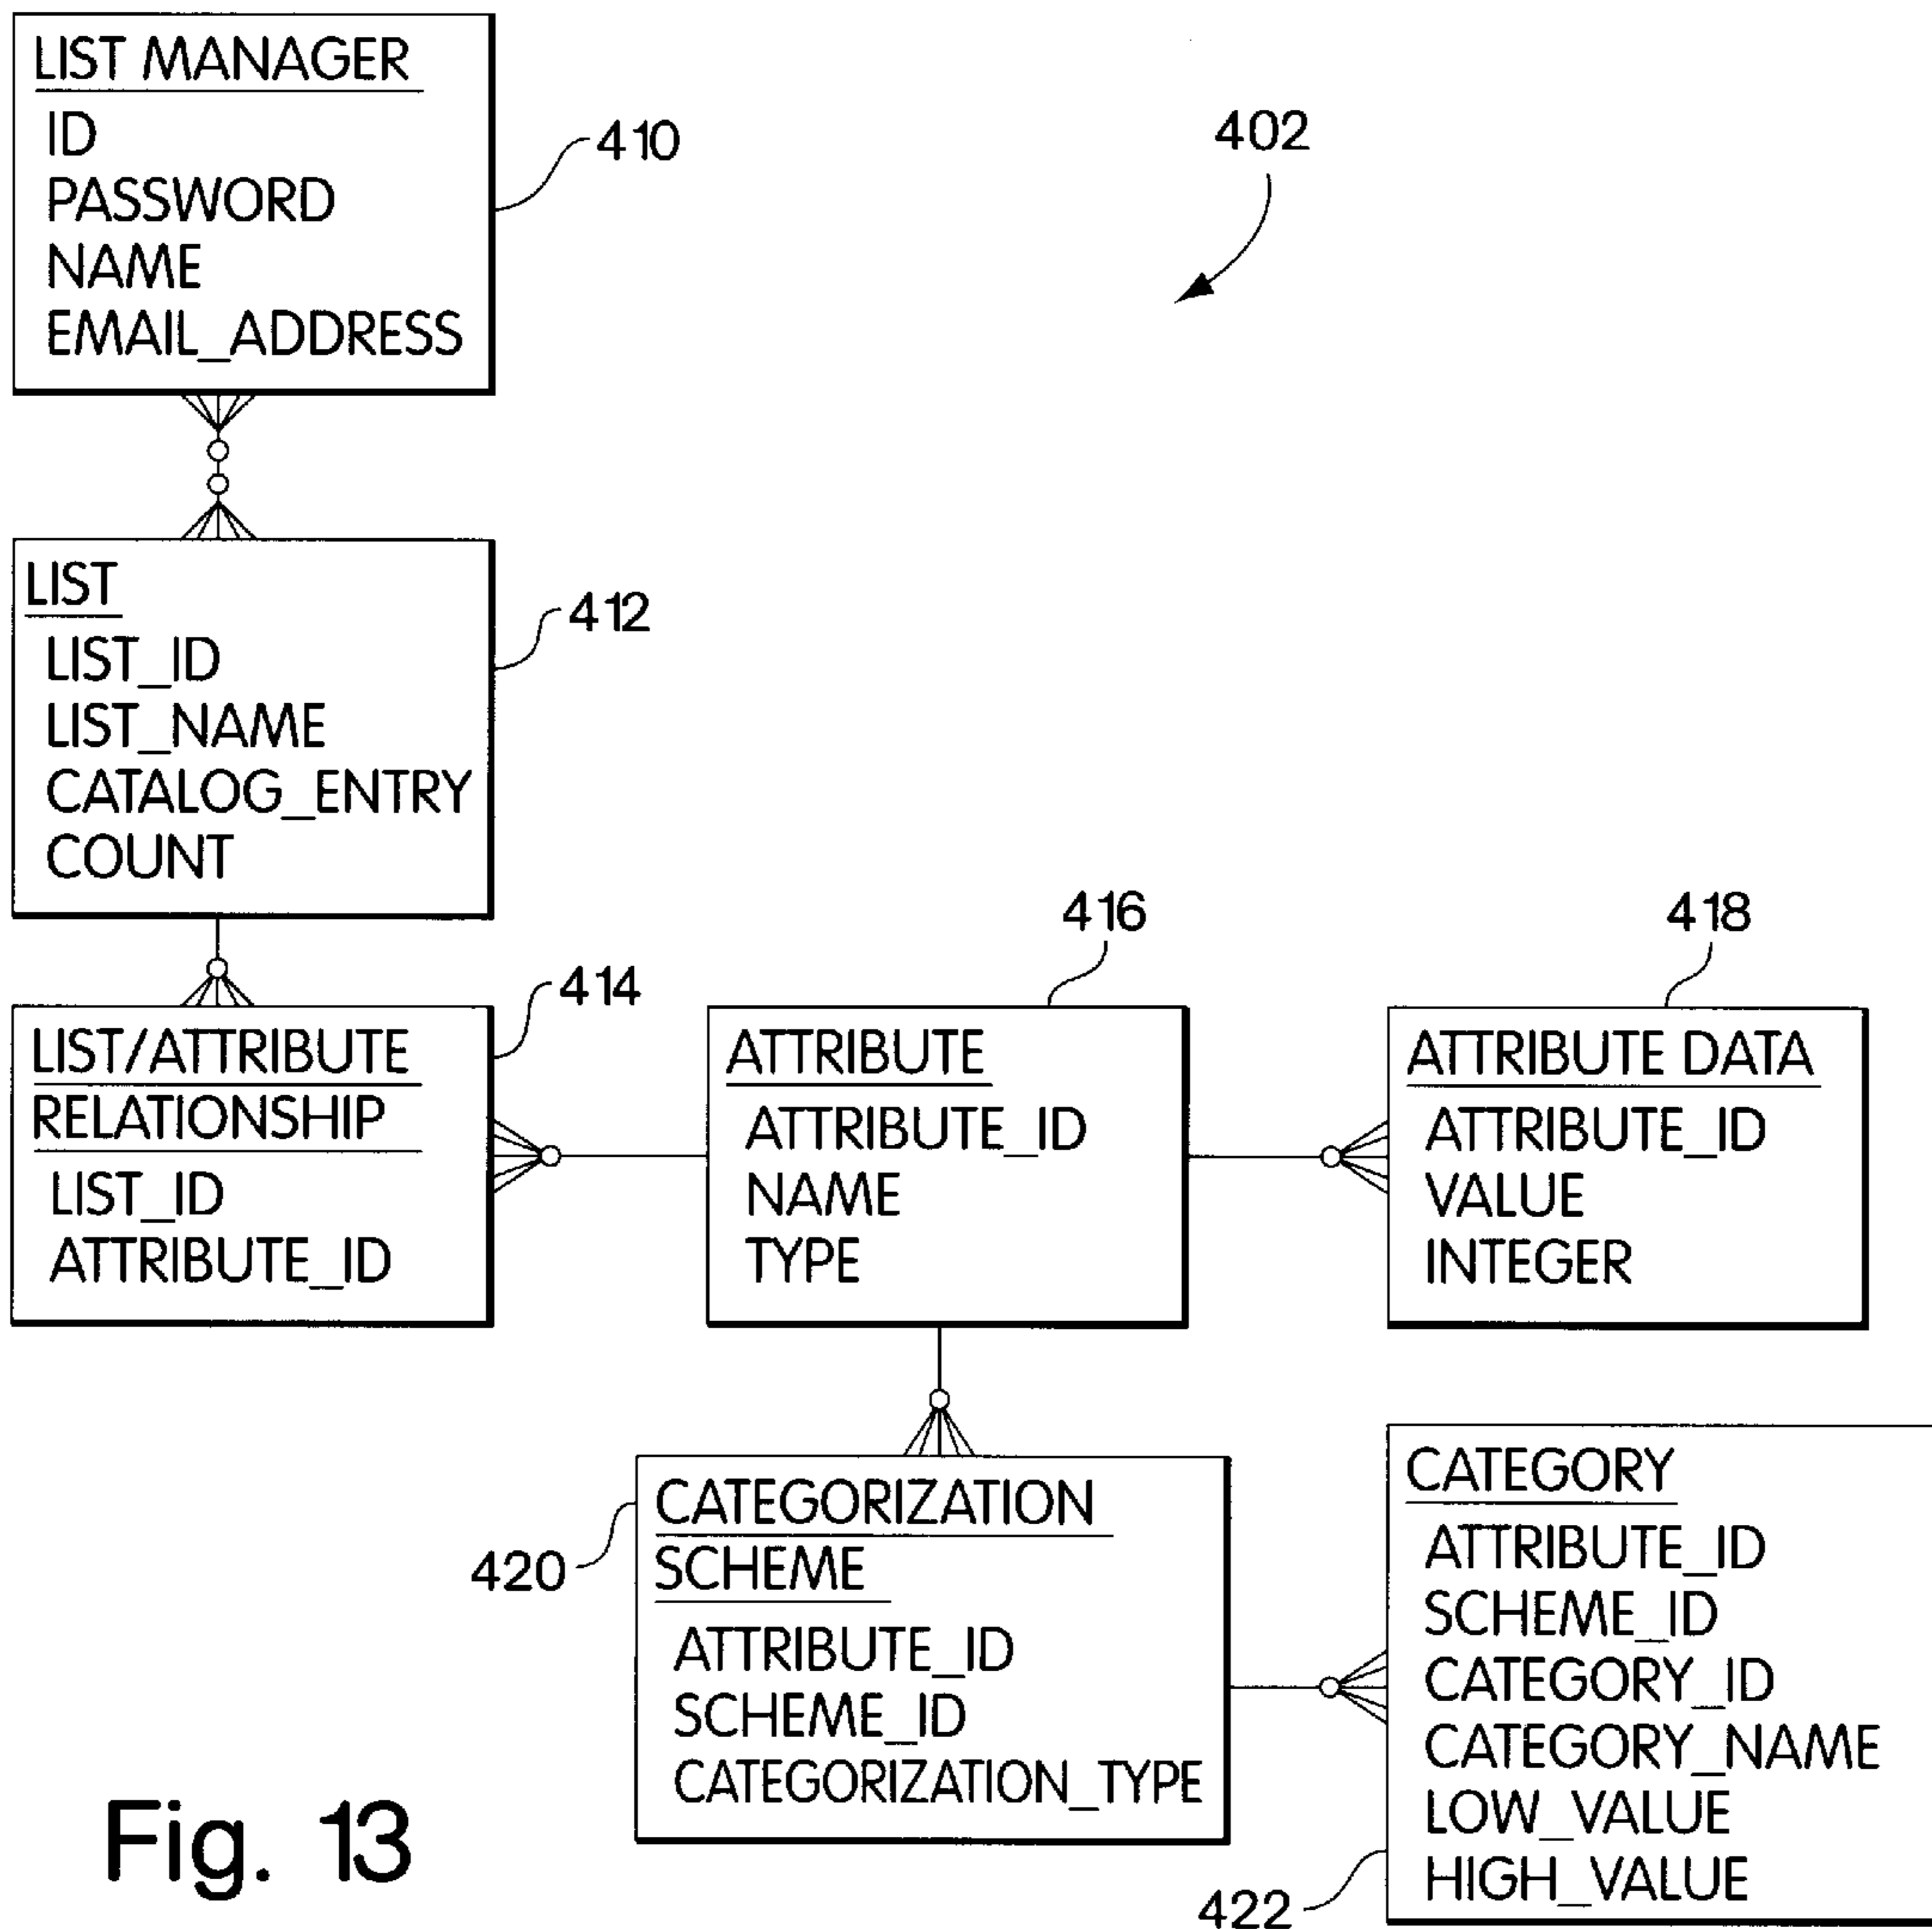 LIST MANAGER
ID
PASSWORD
NAME
EMAIL_ADDRESS
410
402
LIST
LIST_ID
LIST_NAME
CATALOG_ENTRY
COUNT
412
LIST/ATTRIBUTE
RELATIONSHIP
LIST_ID
ATTRIBUTE_ID
414
ATTRIBUTE
ATTRIBUTE_ID
NAME
TYPE
416
ATTRIBUTE DATA
ATTRIBUTE_ID
VALUE
INTEGER
418
CATEGORIZATION
SCHEME
ATTRIBUTE_ID
SCHEME_ID
CATEGORIZATION_TYPE
420
CATEGORY
ATTRIBUTE_ID
SCHEME_ID
CATEGORY_ID
CATEGORY_NAME
LOW_VALUE
HIGH_VALUE
422
Fig. 13